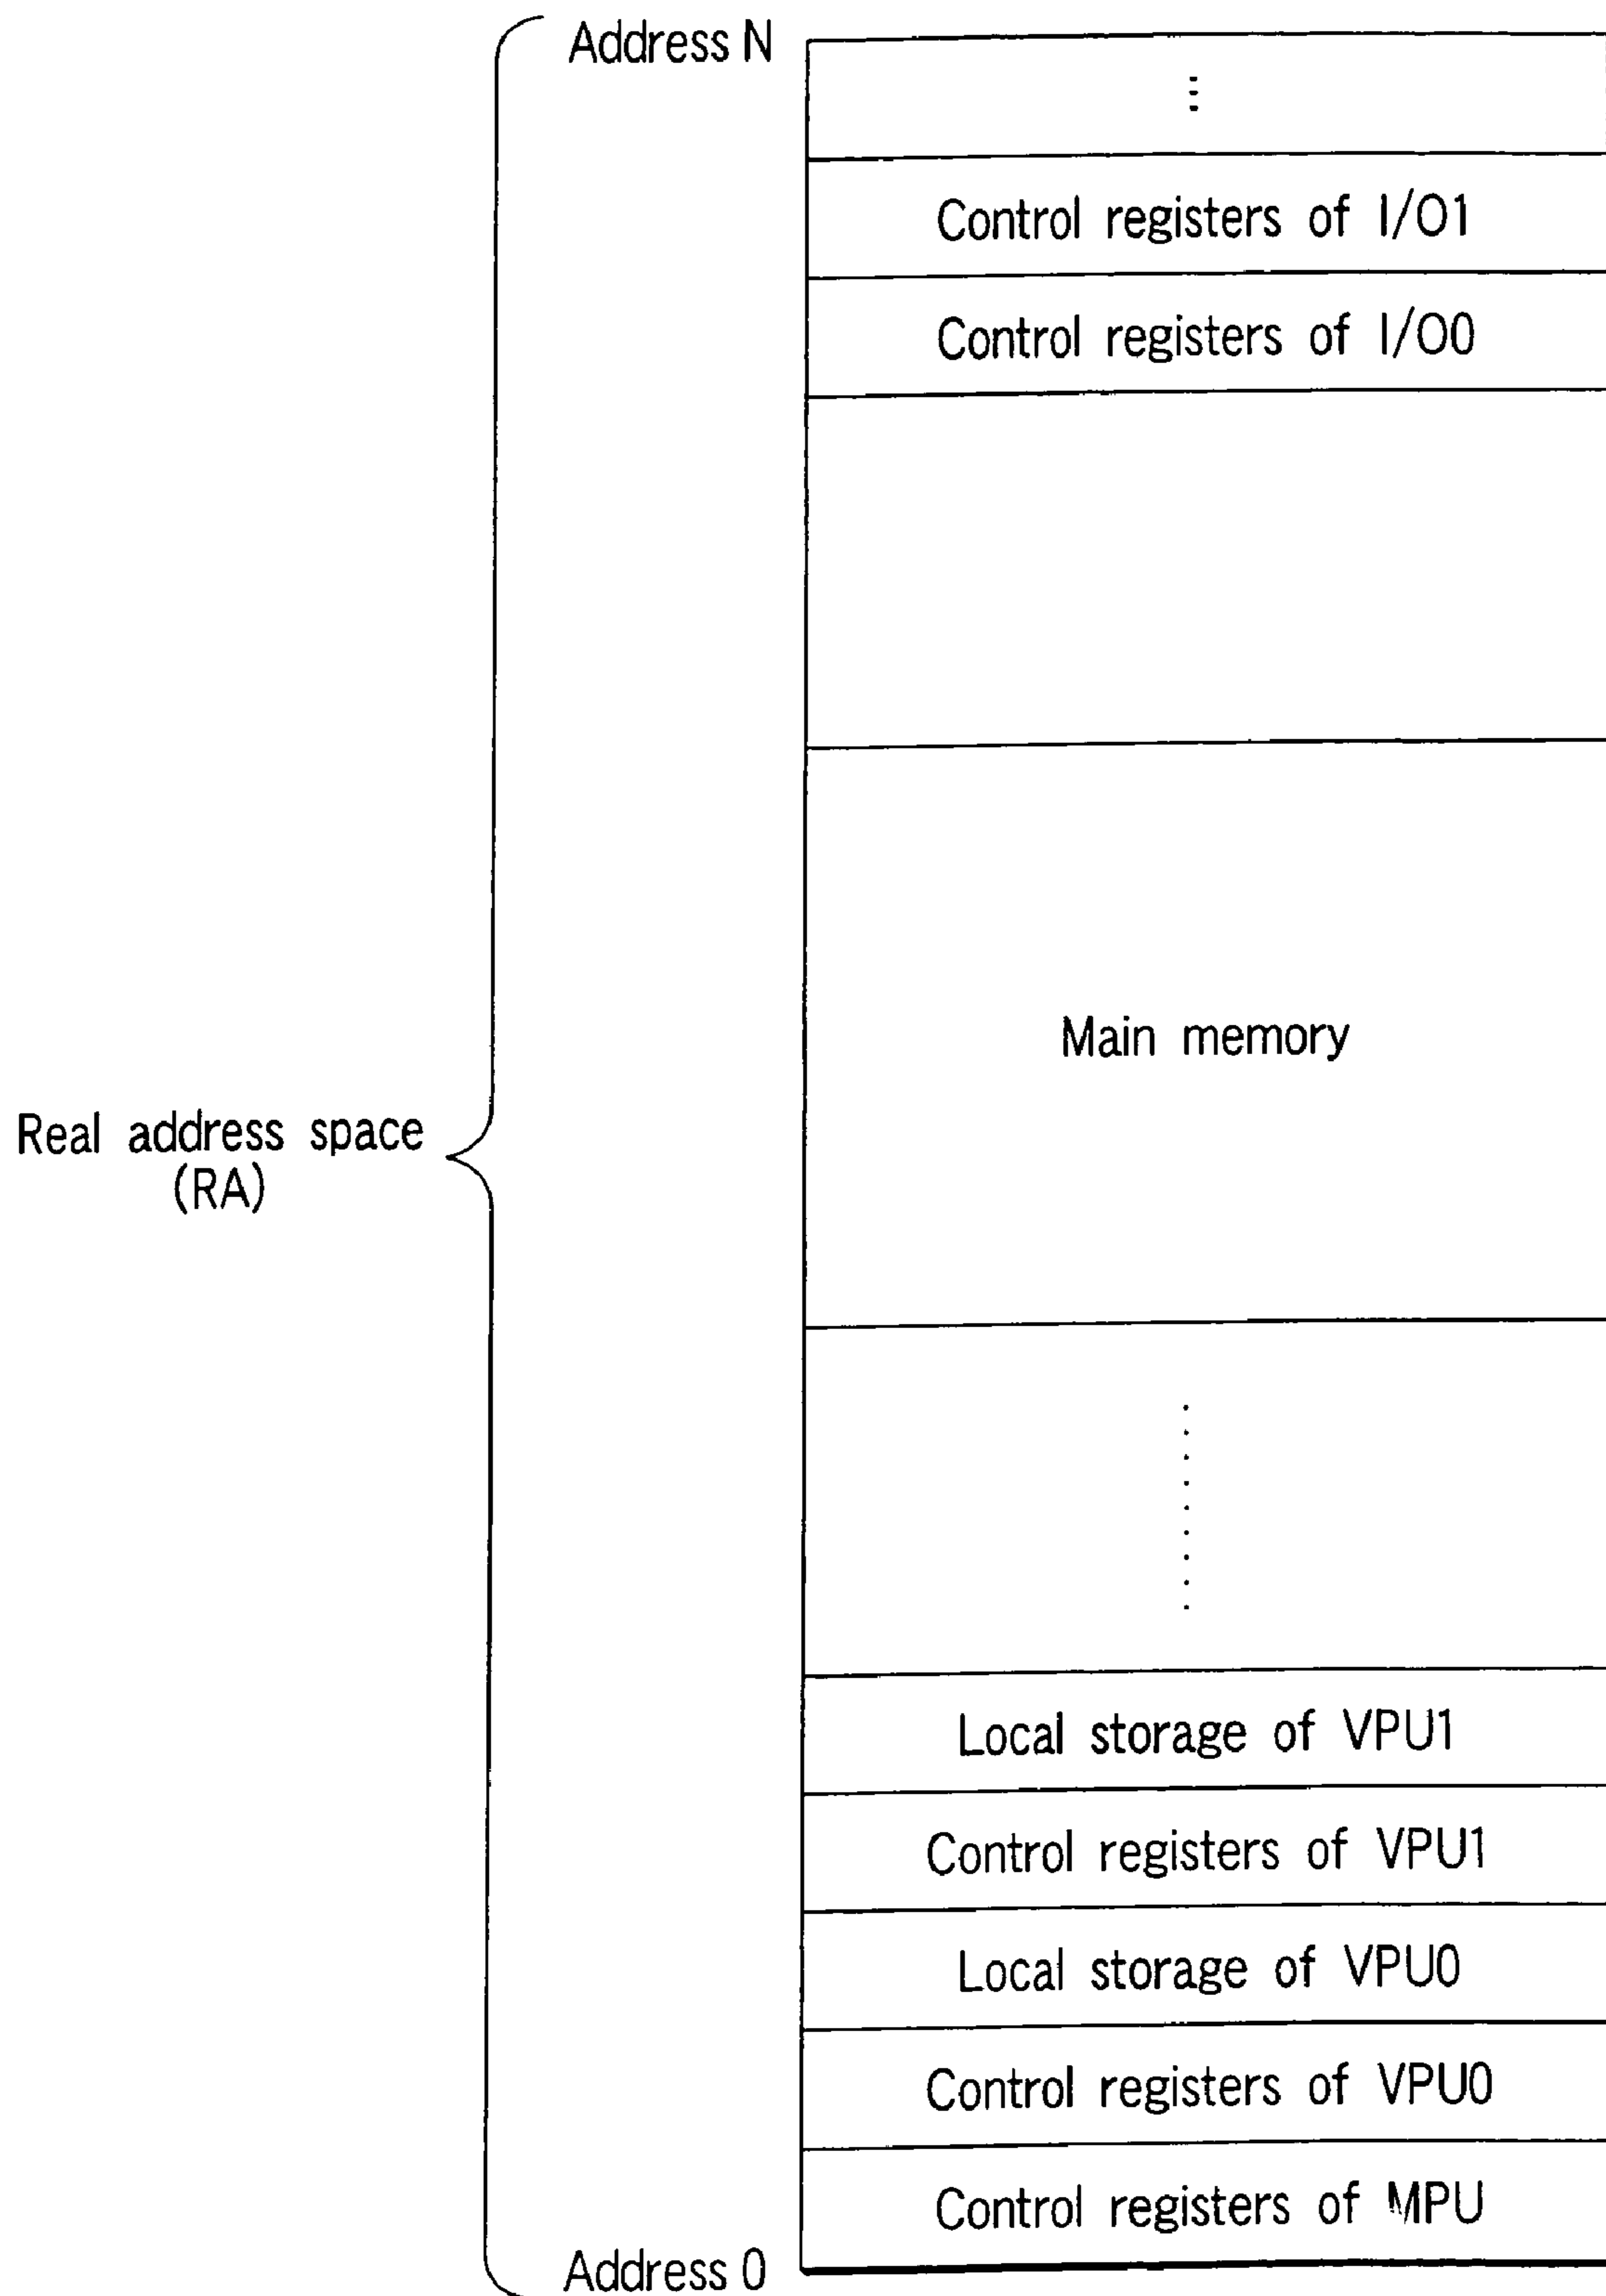 Address N
Control registers of I/O1
Control registers of I/O0
Main memory
Real address space
(RA)
Local storage of VPU1
Control registers of VPU1
Local storage of VPU0
Control registers of VPU0
Control registers of MPU
Address 0